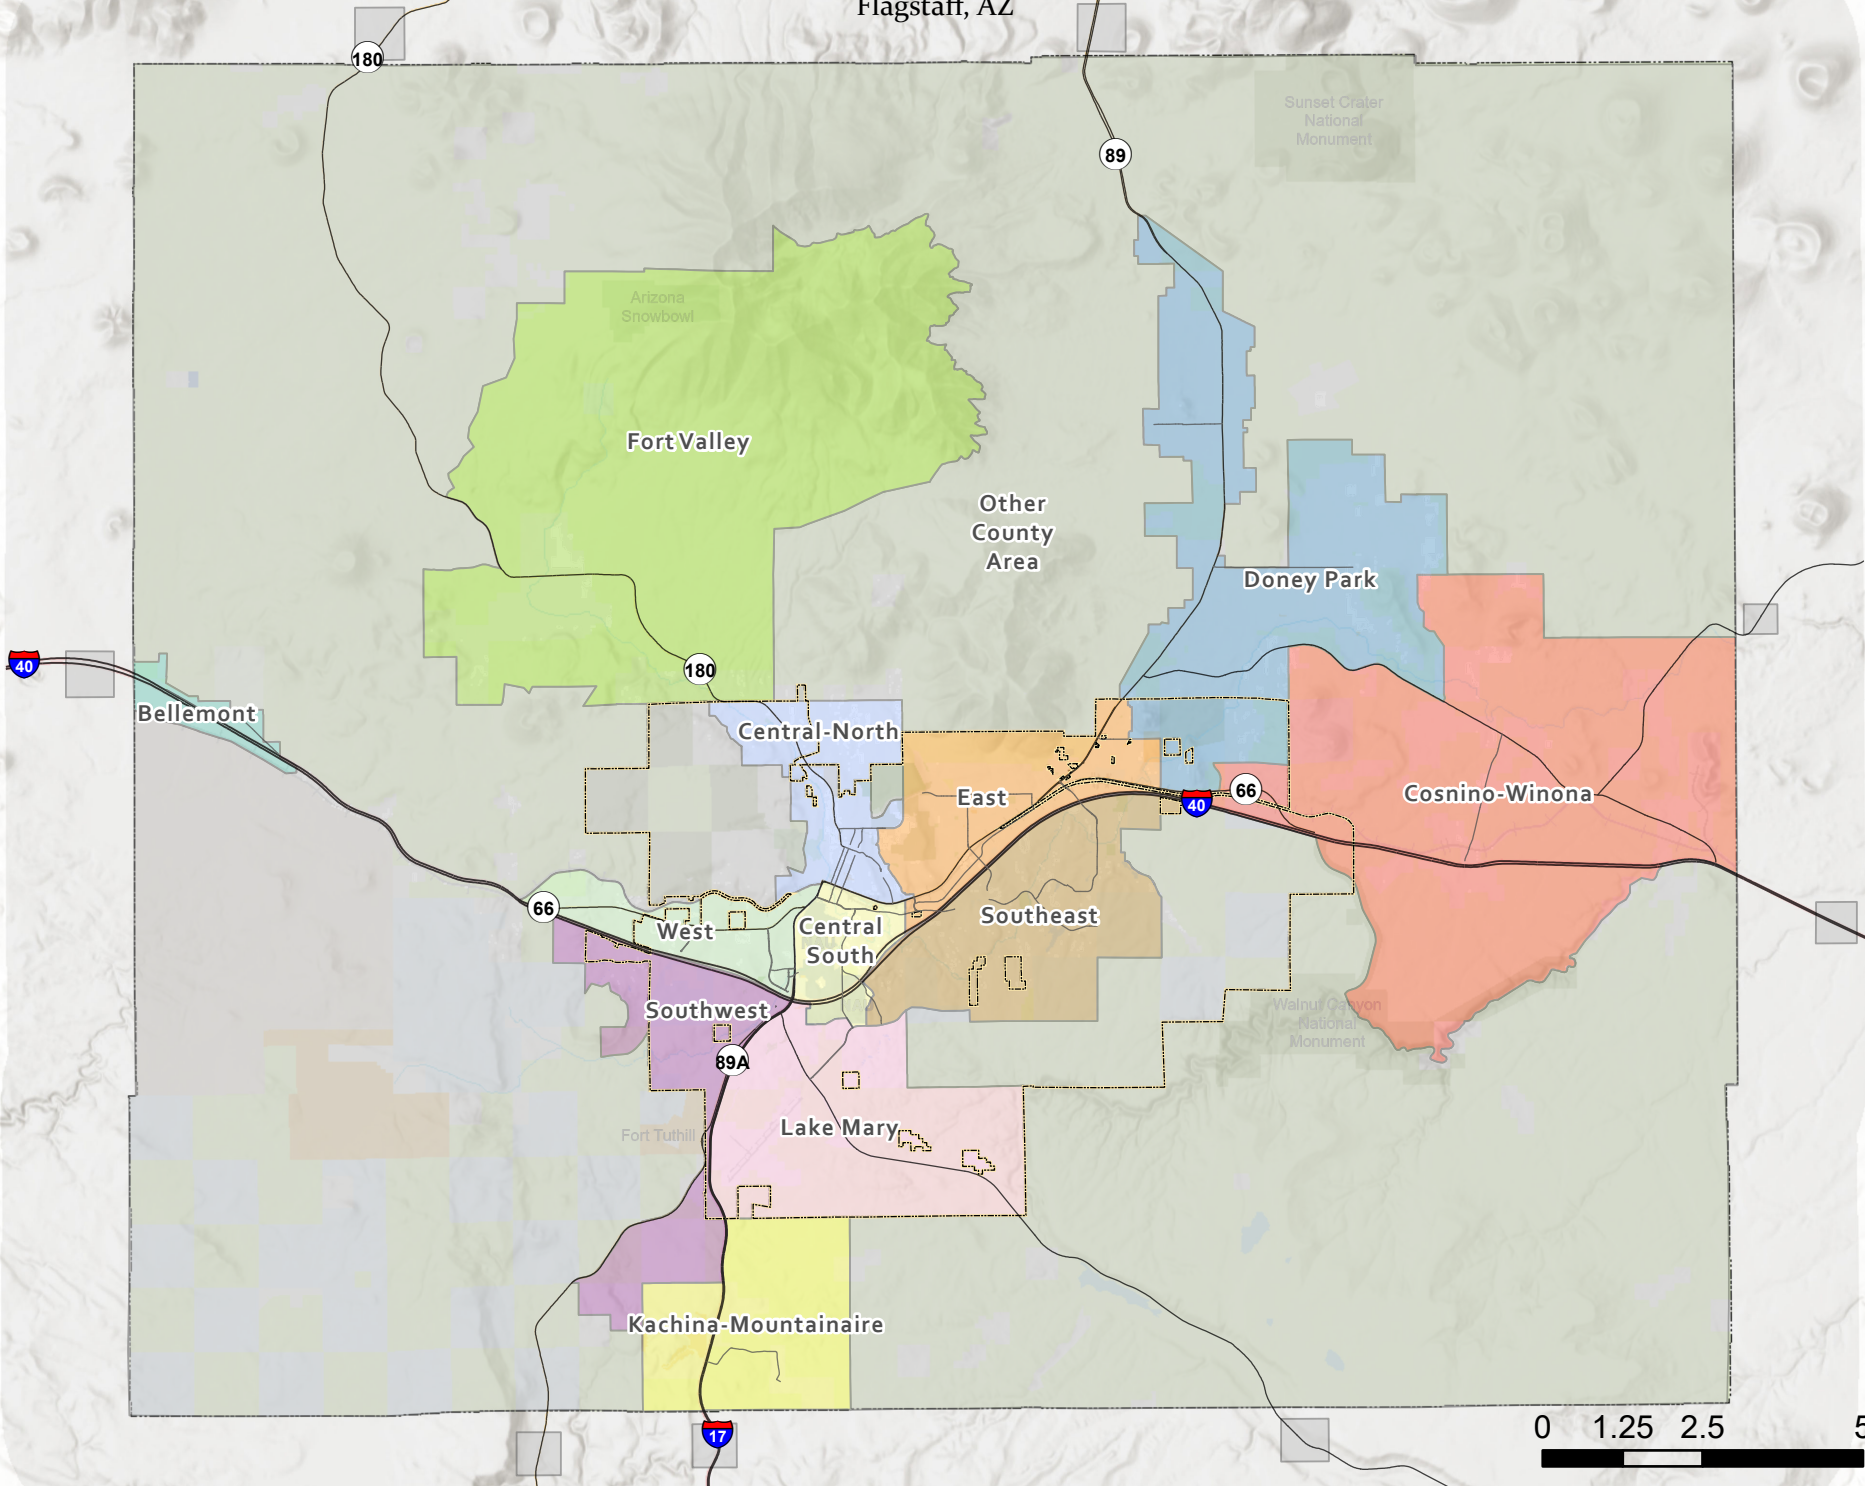 Flagstaff, AZ
180
89
Sunset Crater
National
Monument
Arizona
Snowbowl
Fort Valley
Other
County
Area
Doney Park
40
180
Bellemont
Central-North
East
66
40
Cosnino-Winona
66
West
Central
South
Southeast
Southwest
Walnut Canyon
National
Monument
89A
Lake Mary
Fort Tuthill
Kachina-Mountainaire
17
0 1.25 2.5 5